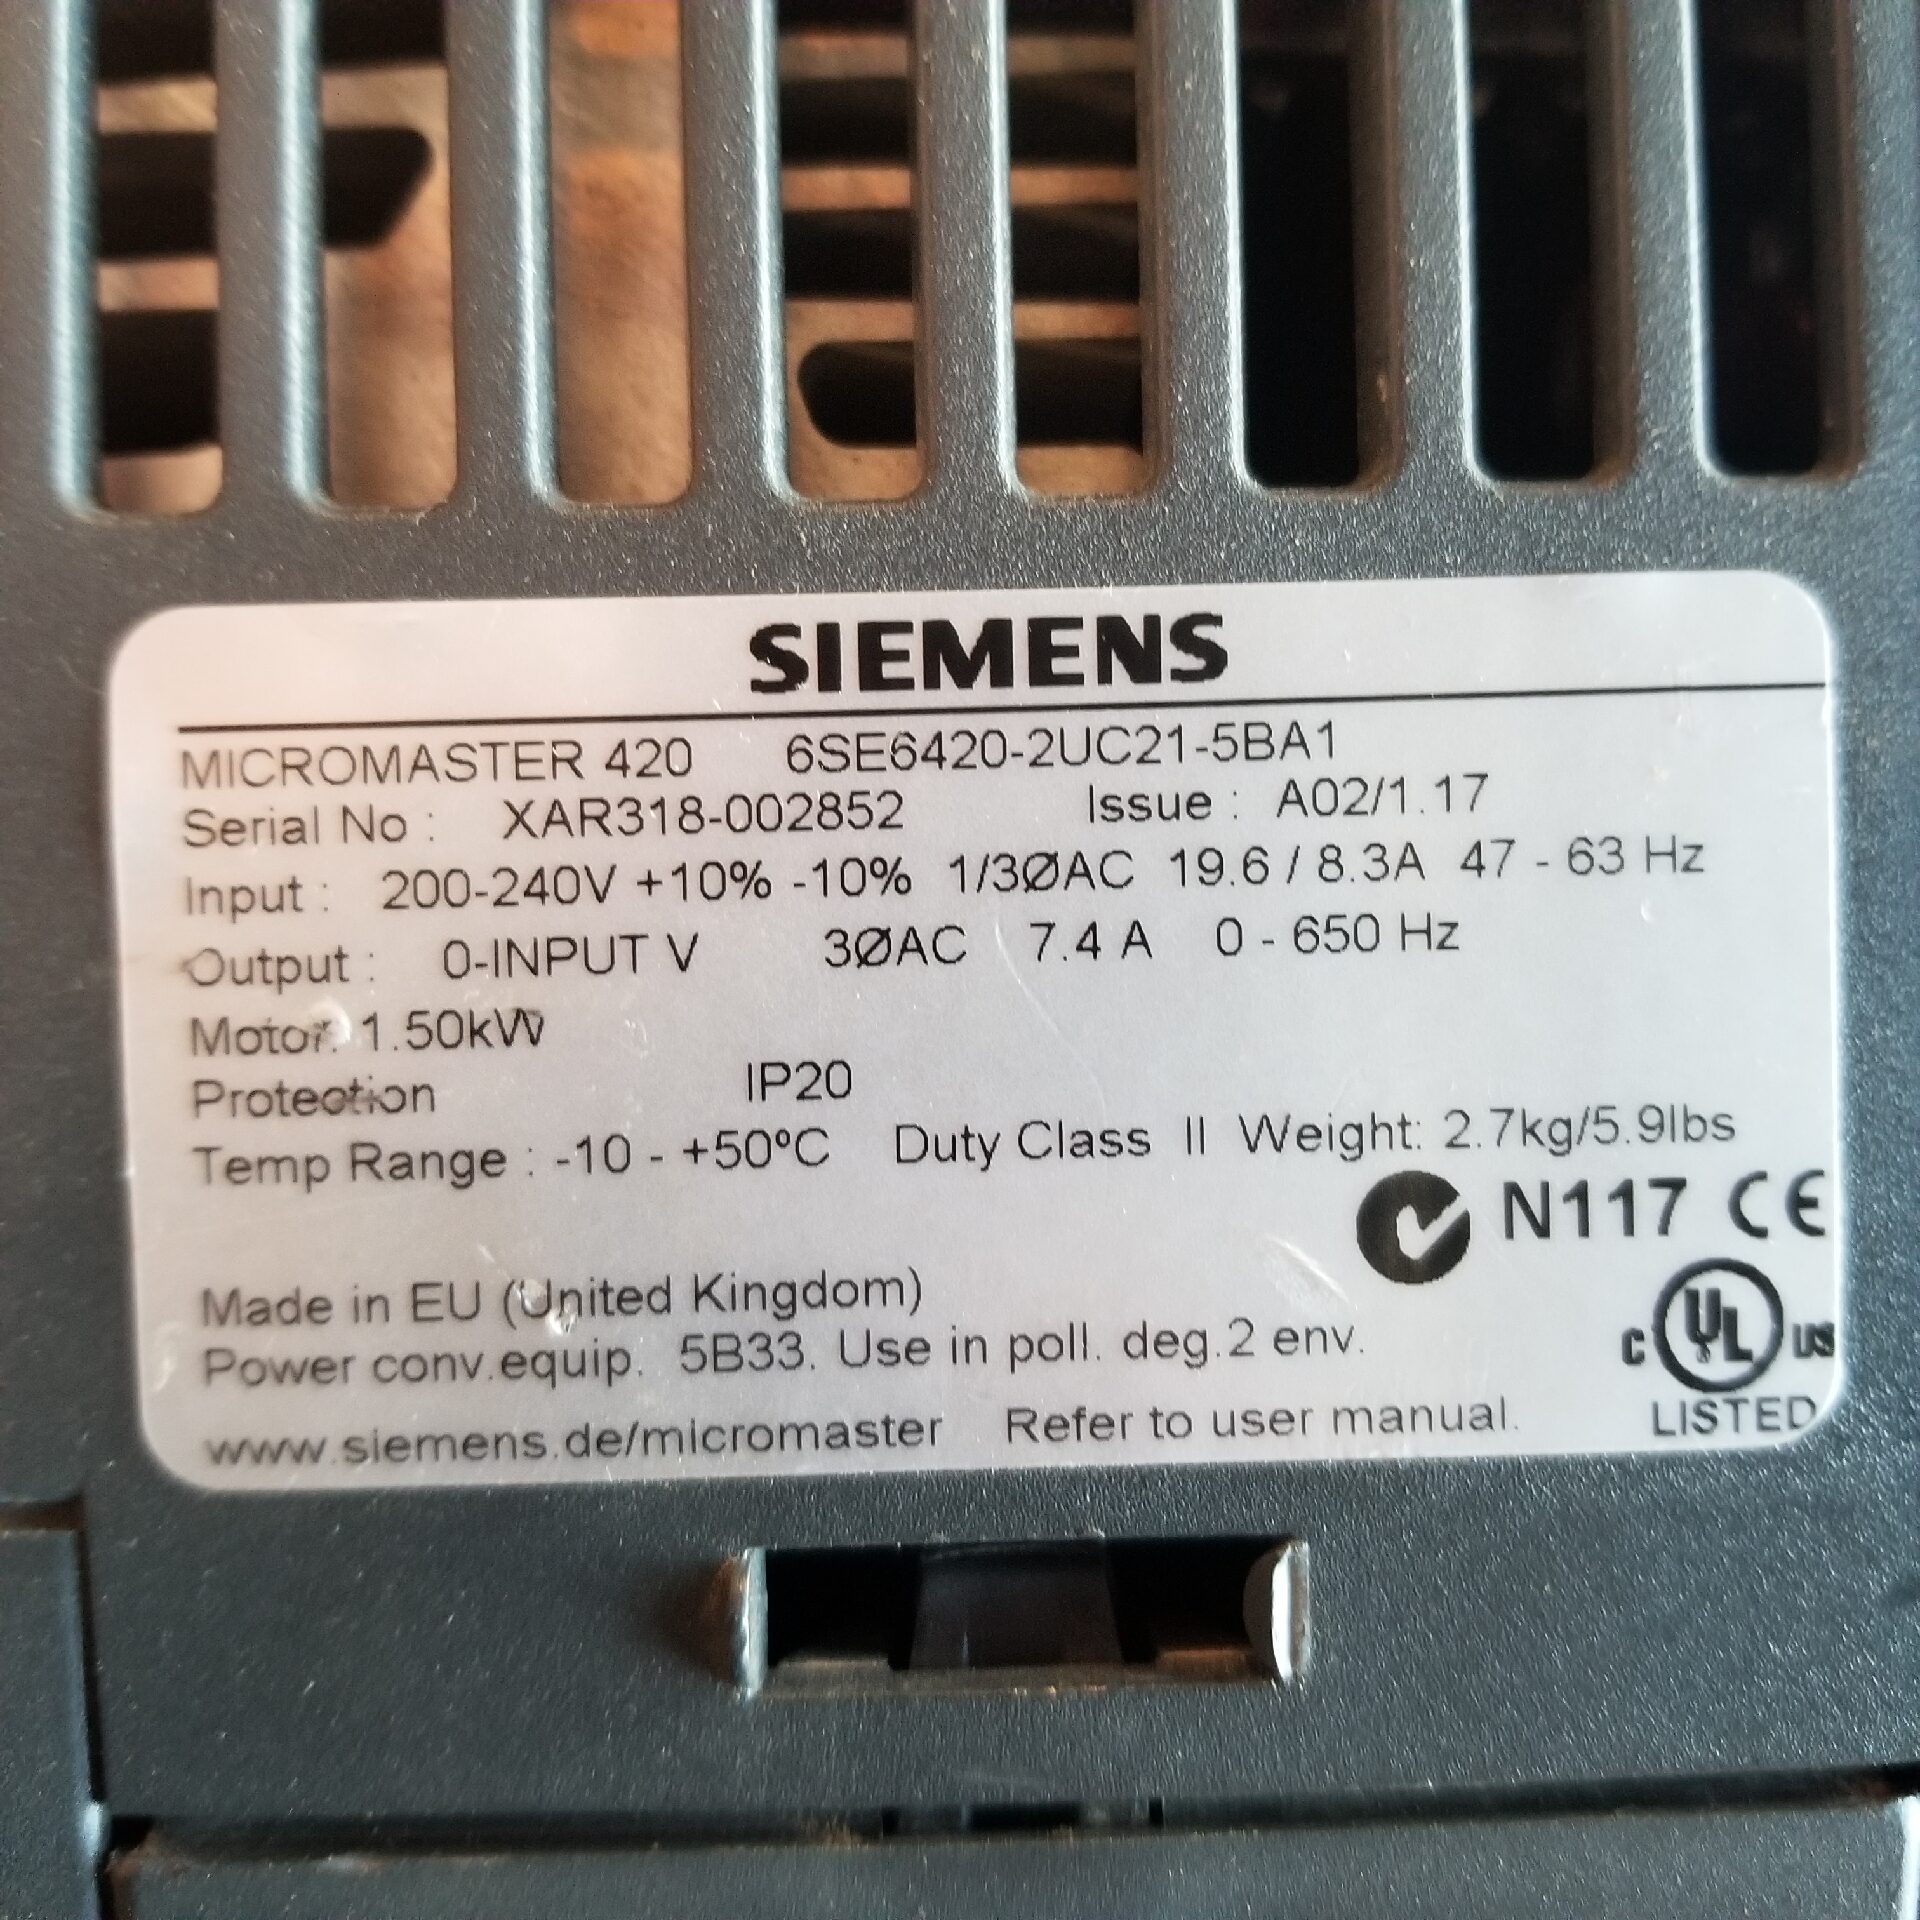 SIEMENS
MICROMASTER 420 6SE6420-2UC21-5BA1
Serial No : XAR318-002852 Issue : A02/1.17
Input : 200-240V +10% -10% 1/3ØAC 19.6 / 8.3A 47 - 63 Hz
Output : 0-INPUT V 3ØAC 7.4 A 0 - 650 Hz
Motor: 1.50kW
Protection IP20
Temp Range : -10 - +50ºC Duty Class II Weight: 2.7kg/5.9lbs
N117 CE
Made in EU (United Kingdom)
Power conv.equip. 5B33. Use in poll. deg.2 env.
C UL US
www.siemens.de/micromaster Refer to user manual. LISTED